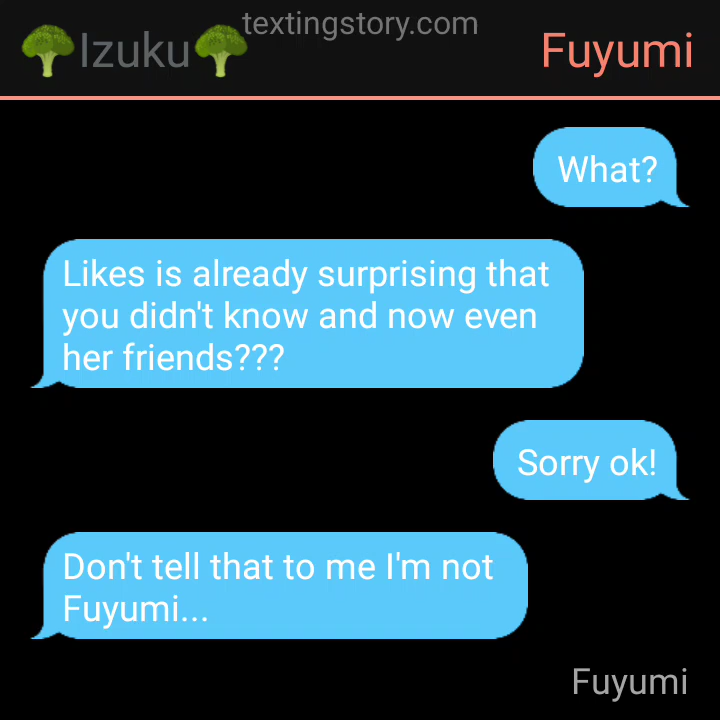 textingstory.com
🥦Izuku🥦 Fuyumi
What?
Likes is already surprising that
you didn't know and now even
her friends???
Sorry ok!
Don't tell that to me I'm not
Fuyumi...
Fuyumi